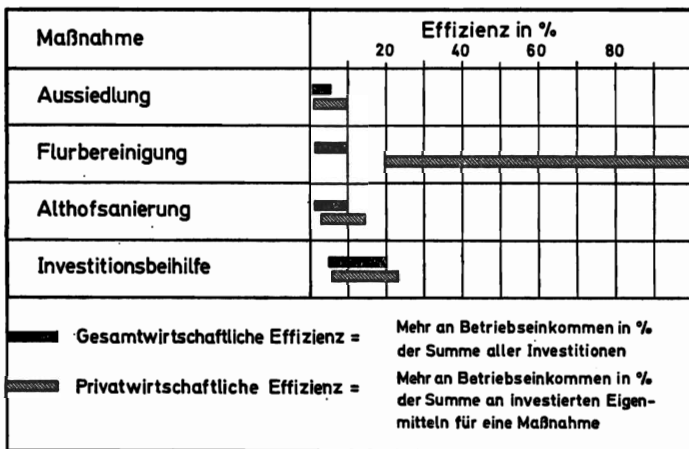 Maßnahme
Effizienz in %
20 40 60 80
Aussiedlung
Flurbereinigung
Althofsanierung
Investitionsbeihilfe
Gesamtwirtschaftliche Effizienz =
Mehr an Betriebseinkommen in %
der Summe aller Investitionen
Privatwirtschaftliche Effizienz =
Mehr an Betriebseinkommen in %
der Summe an investierten Eigen-
mitteln für eine Maßnahme